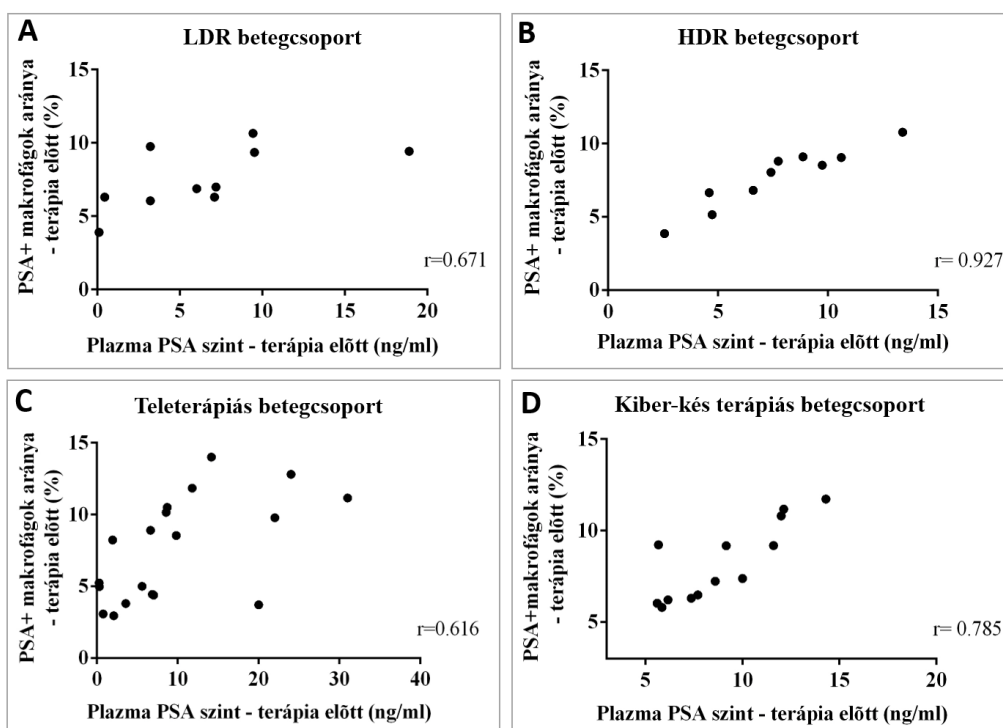 A
LDR betegcsoport
PSA+ makrofágok aránya
- terápia elõtt (%)
15
10
5
0
0 5 10 15 20
r=0.671
Plazma PSA szint - terápia elõtt (ng/ml)
B
HDR betegcsoport
PSA+ makrofágok aránya
- terápia elõtt (%)
15
10
5
0
0 5 10 15
r= 0.927
Plazma PSA szint - terápia elõtt (ng/ml)
C
Teleterápiás betegcsoport
PSA+ makrofágok aránya
- terápia elõtt (%)
15
10
5
0
0 10 20 30 40
r=0.616
Plazma PSA szint - terápia elõtt (ng/ml)
D
Kiber-kés terápiás betegcsoport
PSA+makrofágok aránya
- terápia elõtt (%)
15
10
5
5 10 15 20
r= 0.785
Plazma PSA szint - terápia elõtt (ng/ml)